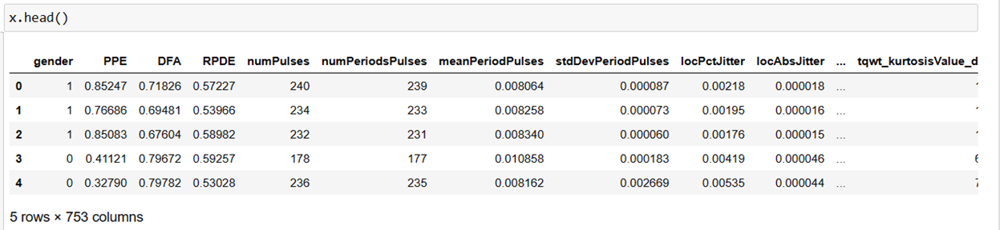 x.head()
gender PPE DFA RPDE numPulses numPeriodsPulses meanPeriodPulses stdDevPeriodPulses locPctJitter locAbsJitter ... tqwt_kurtosisValue_d
0 1 0.85247 0.71826 0.57227 240 239 0.008064 0.000087 0.00218 0.000018 ...
1 1 0.76686 0.69481 0.53966 234 233 0.008258 0.000073 0.00195 0.000016 ...
2 1 0.85083 0.67604 0.58982 232 231 0.008340 0.000060 0.00176 0.000015 ...
3 0 0.41121 0.79672 0.59257 178 177 0.010858 0.000183 0.00419 0.000046 ...
4 0 0.32790 0.79782 0.53028 236 235 0.008162 0.002669 0.00535 0.000044 ...
5 rows × 753 columns